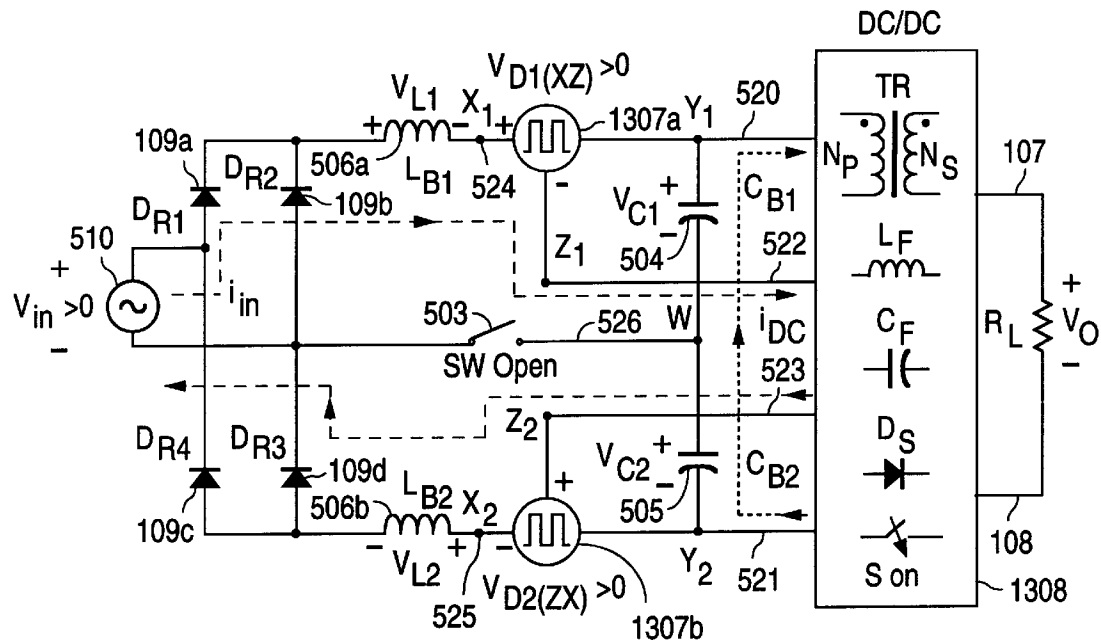 DC/DC
V_D1(XZ) >0
V_L1
X_1
+
-
+
1307a
Y_1
520
TR
109a
506a
L_B1
524
-
N_P
N_S
D_R2
109b
C_B1
107
D_R1
V_C1
+
-
504
510
Z_1
522
L_F
+
V_in >0
-
i_in
503
526
W
i_DC
R_L
+
V_O
-
SW Open
C_F
523
Z_2
D_R4
D_R3
109d
V_C2
+
-
C_B2
D_S
506b
L_B2
X_2
+
505
109c
-
V_L2
+
-
Y_2
521
108
525
V_D2(ZX) >0
1307b
S on
1308